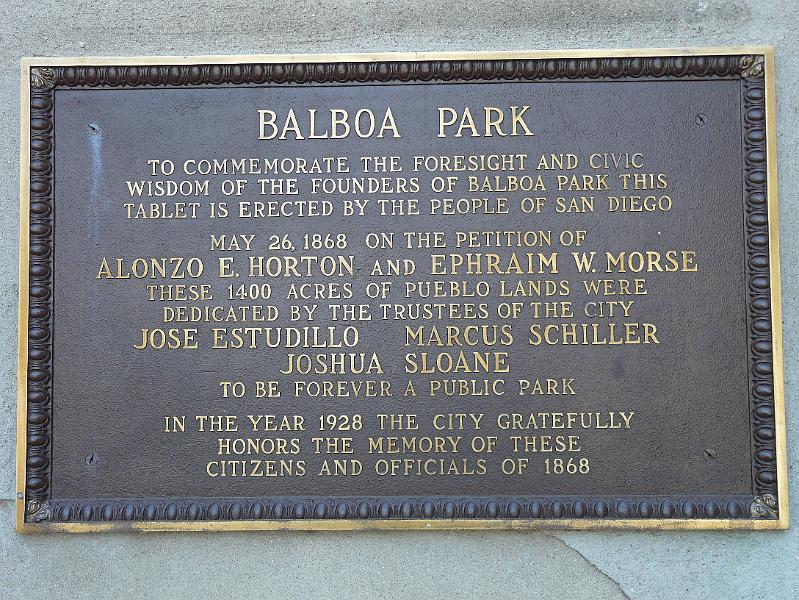 BALBOA PARK
TO COMMEMORATE THE FORESIGHT AND CIVIC
WISDOM OF THE FOUNDERS OF BALBOA PARK THIS
TABLET IS ERECTED BY THE PEOPLE OF SAN DIEGO
MAY 26, 1868 ON THE PETITION OF
ALONZO E. HORTON AND EPHRAIM W. MORSE
THESE 1400 ACRES OF PUEBLO LANDS WERE
DEDICATED BY THE TRUSTEES OF THE CITY
JOSE ESTUDILLO MARCUS SCHILLER
JOSHUA SLOANE
TO BE FOREVER A PUBLIC PARK
IN THE YEAR 1928 THE CITY GRATEFULLY
HONORS THE MEMORY OF THESE
CITIZENS AND OFFICIALS OF 1868